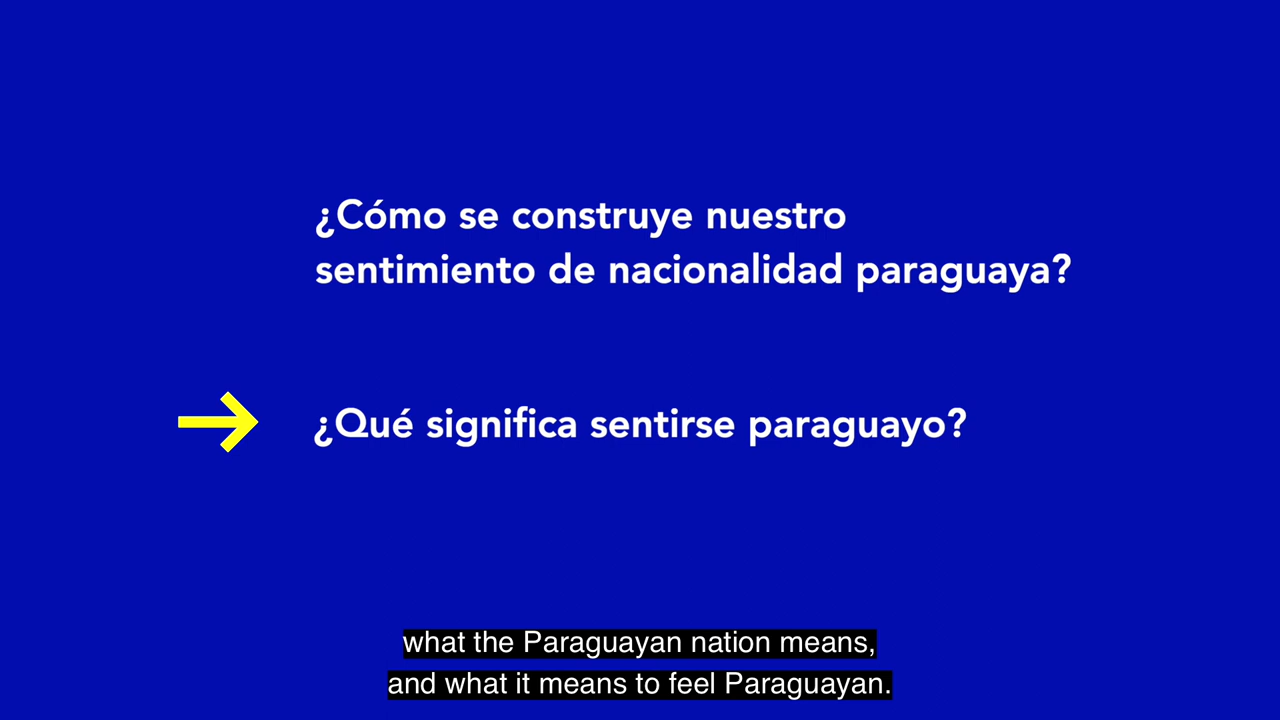 ¿Cómo se construye nuestro
sentimiento de nacionalidad paraguaya?
¿Qué significa sentirse paraguayo?
what the Paraguayan nation means,
and what it means to feel Paraguayan.